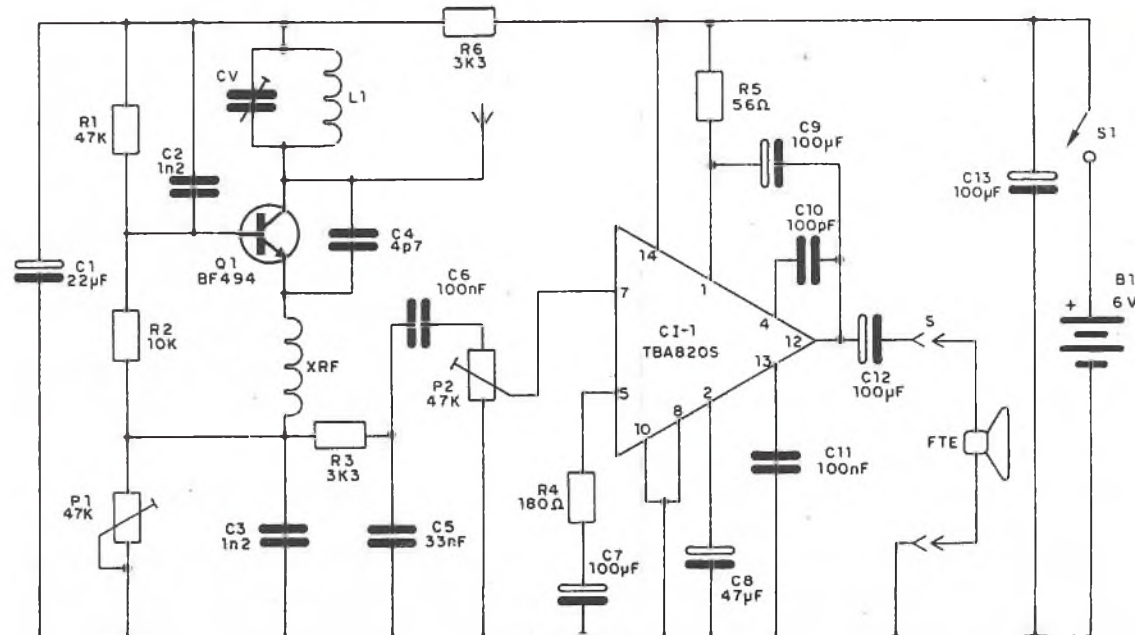 R6
3K3
CV
L1
R1
47K
C2
1n2
R5
56Ω
C9
100µF
S1
C13
100µF
C10
100pF
C1
22µF
Q1
BF494
C4
4p7
C6
100nF
14
1
7
4
B1
6V
+
R2
10K
CI-1
TBA820S
12
S
XRF
P2
47K
13
C12
100µF
5
2
8
10
FTE
R3
3K3
C11
100nF
P1
47K
R4
180Ω
C3
1n2
C5
33nF
C7
100µF
C8
47µF